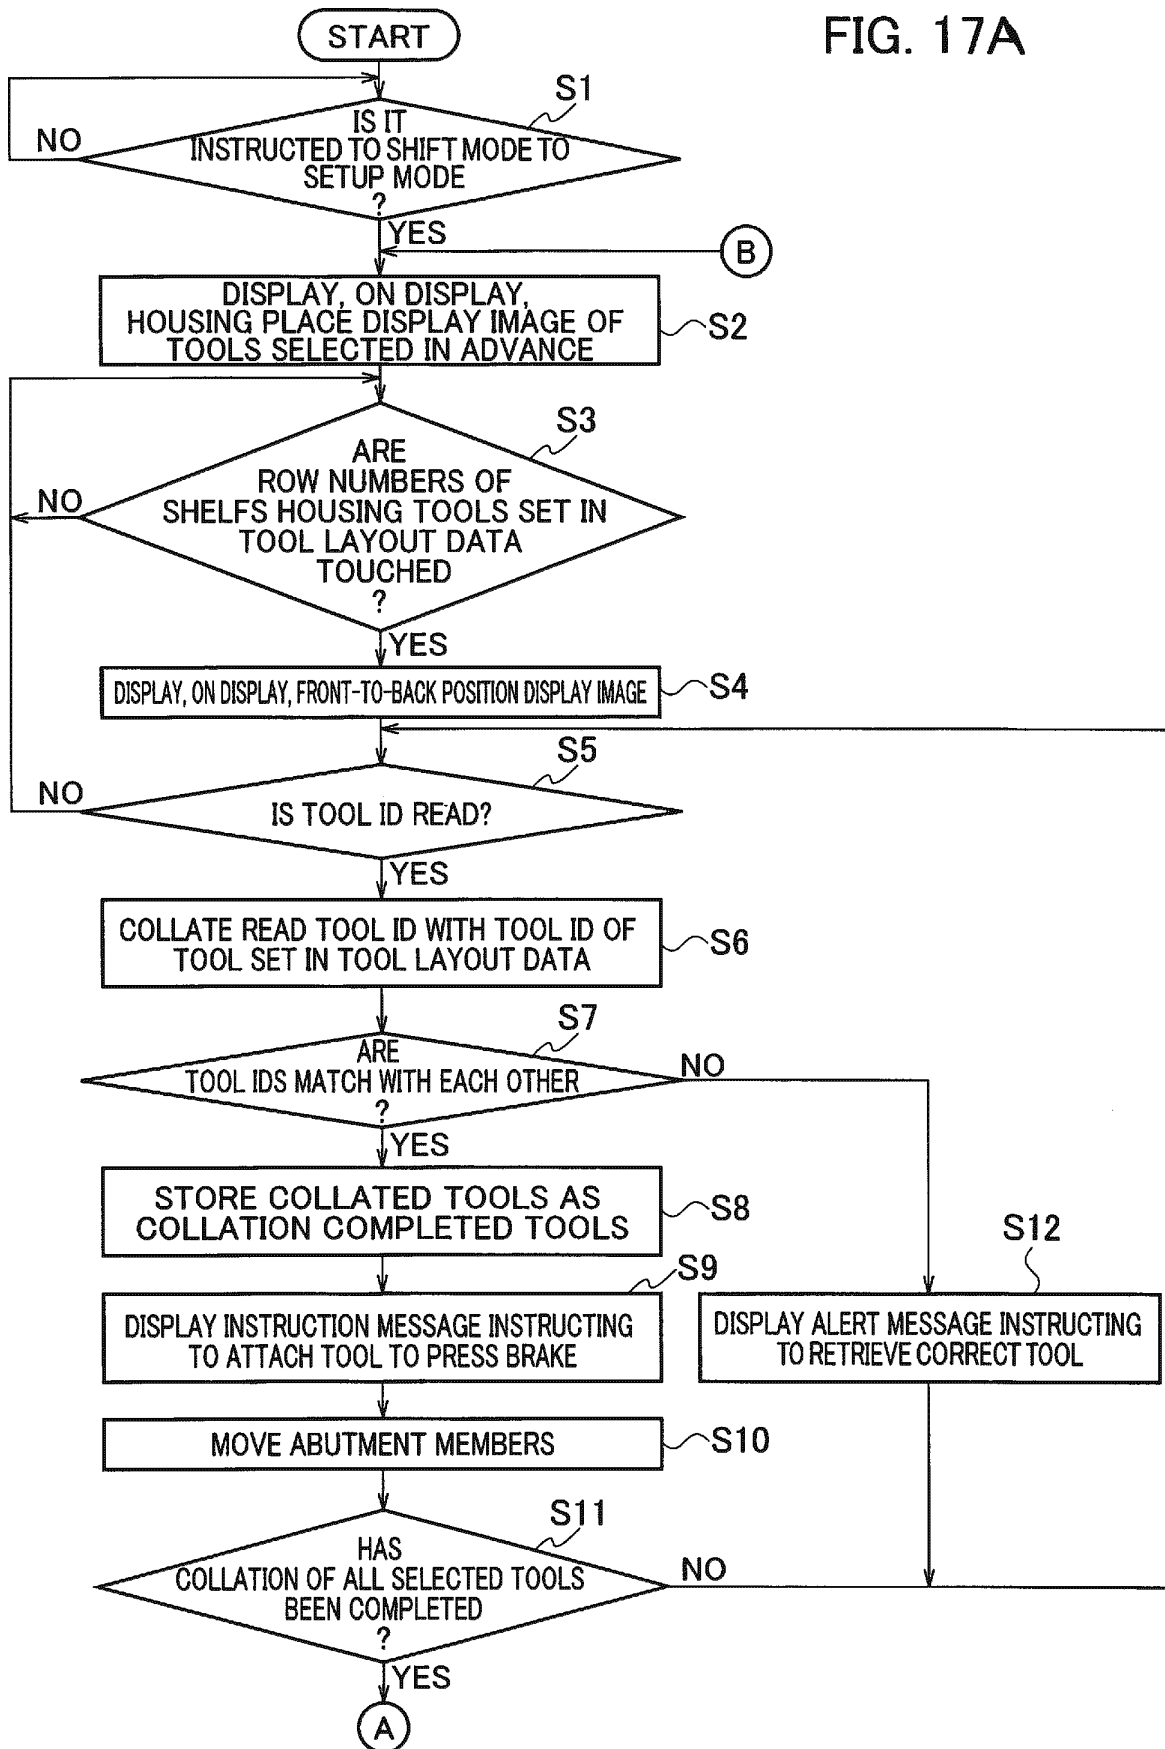 FIG. 17A
START
S1
IS IT
INSTRUCTED TO SHIFT MODE TO
SETUP MODE
?
NO
YES
B
DISPLAY, ON DISPLAY,
HOUSING PLACE DISPLAY IMAGE OF
TOOLS SELECTED IN ADVANCE
S2
S3
ARE
ROW NUMBERS OF
SHELFS HOUSING TOOLS SET IN
TOOL LAYOUT DATA
TOUCHED
?
NO
YES
DISPLAY, ON DISPLAY, FRONT-TO-BACK POSITION DISPLAY IMAGE
S4
S5
NO
IS TOOL ID READ?
YES
COLLATE READ TOOL ID WITH TOOL ID OF
TOOL SET IN TOOL LAYOUT DATA
S6
S7
ARE
TOOL IDS MATCH WITH EACH OTHER
?
NO
YES
STORE COLLATED TOOLS AS
COLLATION COMPLETED TOOLS
S8
S9
DISPLAY INSTRUCTION MESSAGE INSTRUCTING
TO ATTACH TOOL TO PRESS BRAKE
S12
DISPLAY ALERT MESSAGE INSTRUCTING
TO RETRIEVE CORRECT TOOL
MOVE ABUTMENT MEMBERS
S10
S11
HAS
COLLATION OF ALL SELECTED TOOLS
BEEN COMPLETED
?
NO
YES
A